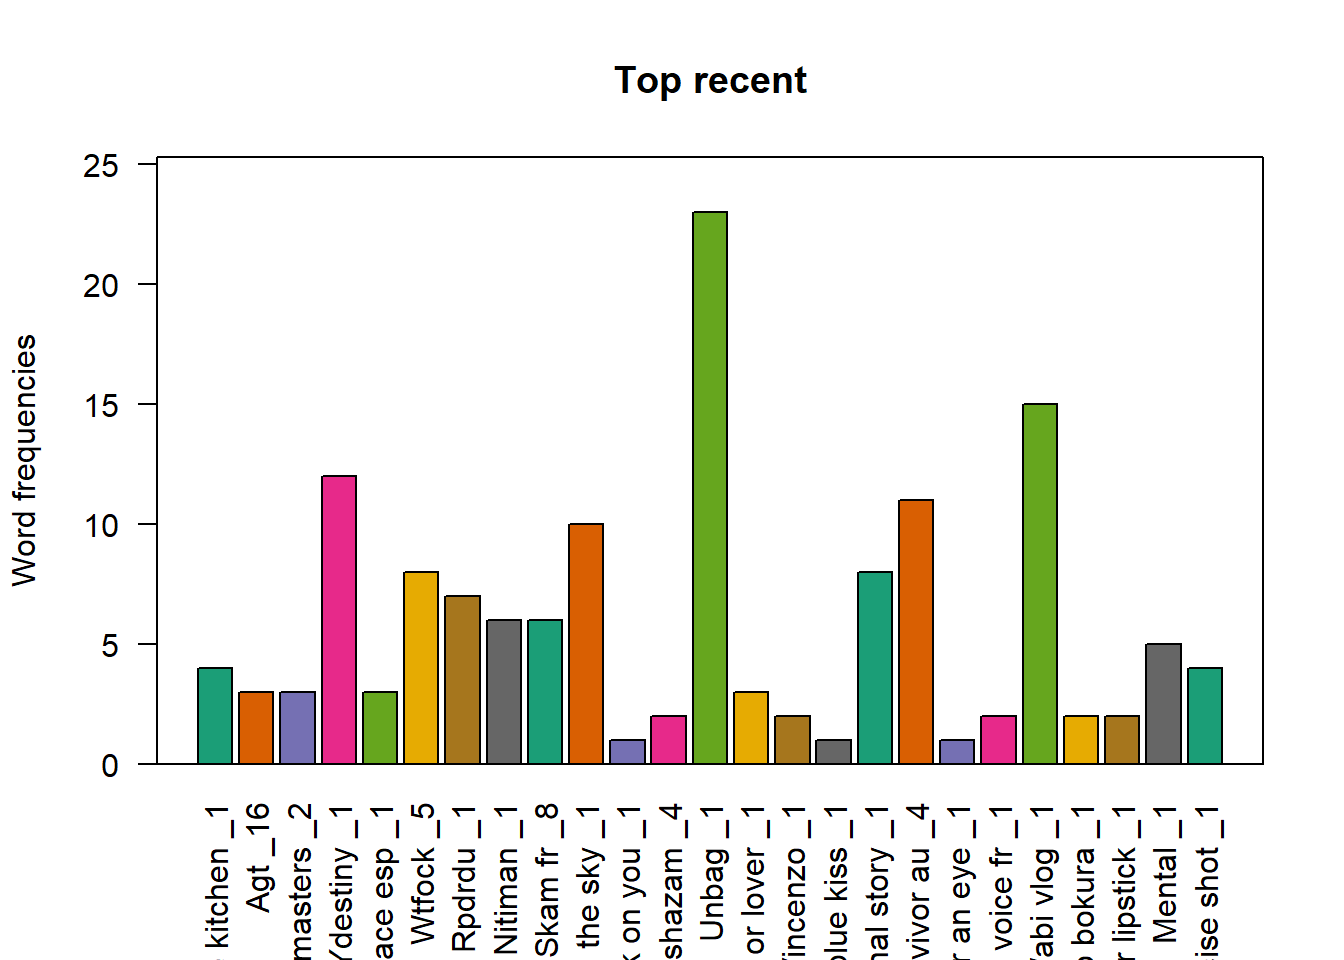 Top recent
Word frequencies
25
20
15
10
5
0
kitchen _1
Agt _16
masters _2
Ydestiny _1
ace esp _1
Wtfock _5
Rpdrdu _1
Nitiman _1
Skam fr _8
the sky _1
on you _1
shazam _4
Unbag _1
or lover _1
Vincenzo _1
blue kiss _1
nal story _1
vivor au _4
r an eye _1
voice fr _1
Yabi vlog _1
bokura _1
r lipstick _1
Mental _1
ise shot _1